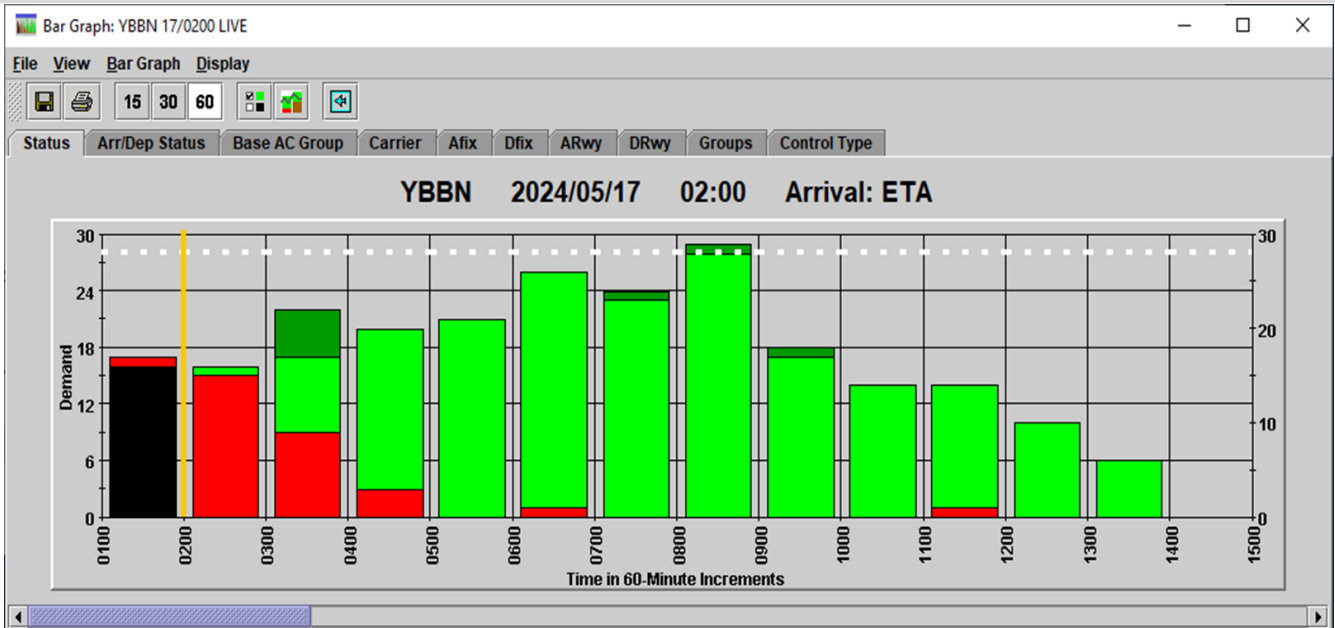 Bar Graph: YBBN 17/0200 LIVE
File View Bar Graph Display
15 30 60
Status Arr/Dep Status Base AC Group Carrier Afix Dfix ARwy DRwy Groups Control Type
YBBN 2024/05/17 02:00 Arrival: ETA
30 30
24
20
18
Demand
12
10
6
0 0
0100 0200 0300 0400 0500 0600 0700 0800 0900 1000 1100 1200 1300 1400 1500
Time in 60-Minute Increments